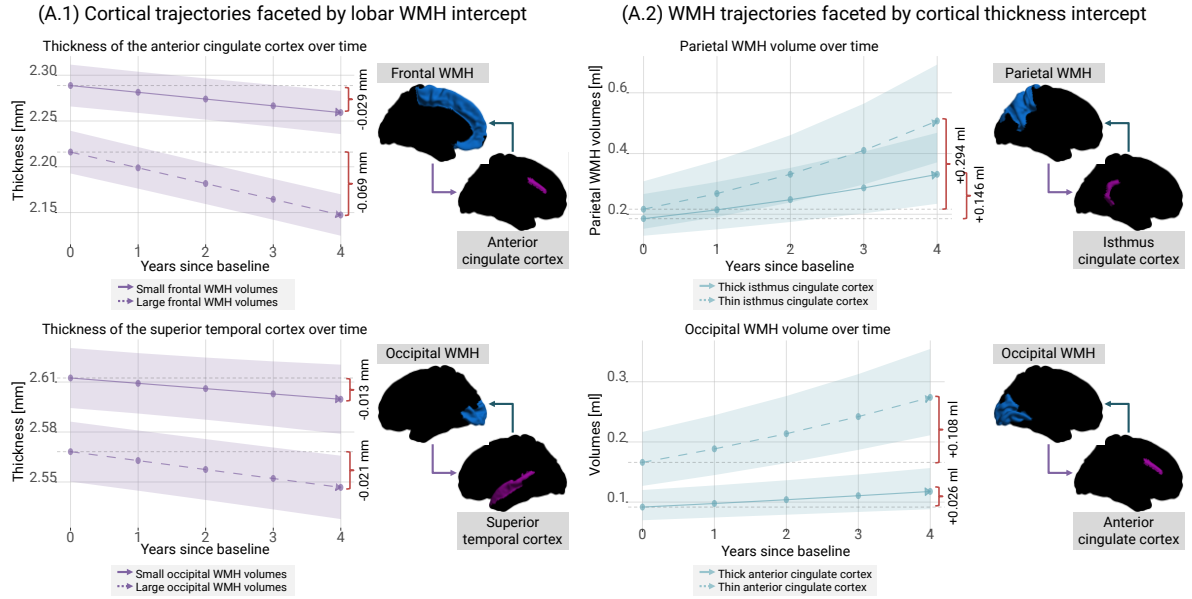 (A.1) Cortical trajectories faceted by lobar WMH intercept
Thickness of the anterior cingulate cortex over time
Thickness [mm]
2.30
2.25
2.20
2.15
-0.029 mm
-0.069 mm
0 1 2 3 4
Years since baseline
Small frontal WMH volumes
Large frontal WMH volumes
Frontal WMH
Anterior
cingulate cortex
Thickness of the superior temporal cortex over time
Thickness [mm]
2.61
2.58
2.55
-0.013 mm
-0.021 mm
0 1 2 3 4
Years since baseline
Small occipital WMH volumes
Large occipital WMH volumes
Occipital WMH
Superior
temporal cortex
(A.2) WMH trajectories faceted by cortical thickness intercept
Parietal WMH volume over time
Parietal WMH volumes [ml]
0.6
0.4
0.2
+0.294 ml
+0.146 ml
0 1 2 3 4
Years since baseline
Thick isthmus cingulate cortex
Thin isthmus cingulate cortex
Parietal WMH
Isthmus
cingulate cortex
Occipital WMH volume over time
Volumes [ml]
0.3
0.2
0.1
+0.108 ml
+0.026 ml
0 1 2 3 4
Years since baseline
Thick anterior cingulate cortex
Thin anterior cingulate cortex
Occipital WMH
Anterior
cingulate cortex